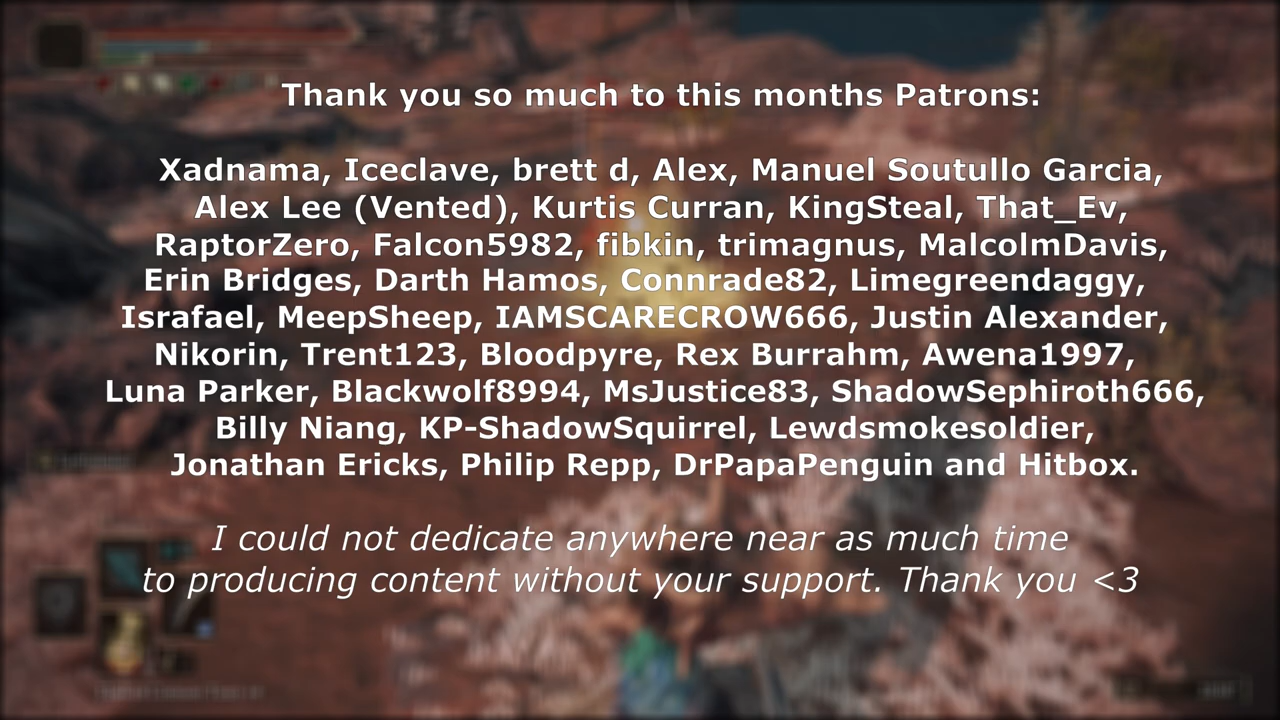 Thank you so much to this months Patrons:
Xadnama, Iceclave, brett d, Alex, Manuel Soutullo Garcia,
Alex Lee (Vented), Kurtis Curran, KingSteal, That_Ev,
RaptorZero, Falcon5982, fibkin, trimagnus, MalcolmDavis,
Erin Bridges, Darth Hamos, Connrade82, Limegreendaggy,
Israfael, MeepSheep, IAMSCARECROW666, Justin Alexander,
Nikorin, Trent123, Bloodpyre, Rex Burrahm, Awena1997,
Luna Parker, Blackwolf8994, MsJustice83, ShadowSephiroth666,
Billy Niang, KP-ShadowSquirrel, Lewdsmokesoldier,
Jonathan Ericks, Philip Repp, DrPapaPenguin and Hitbox.
I could not dedicate anywhere near as much time
to producing content without your support. Thank you <3